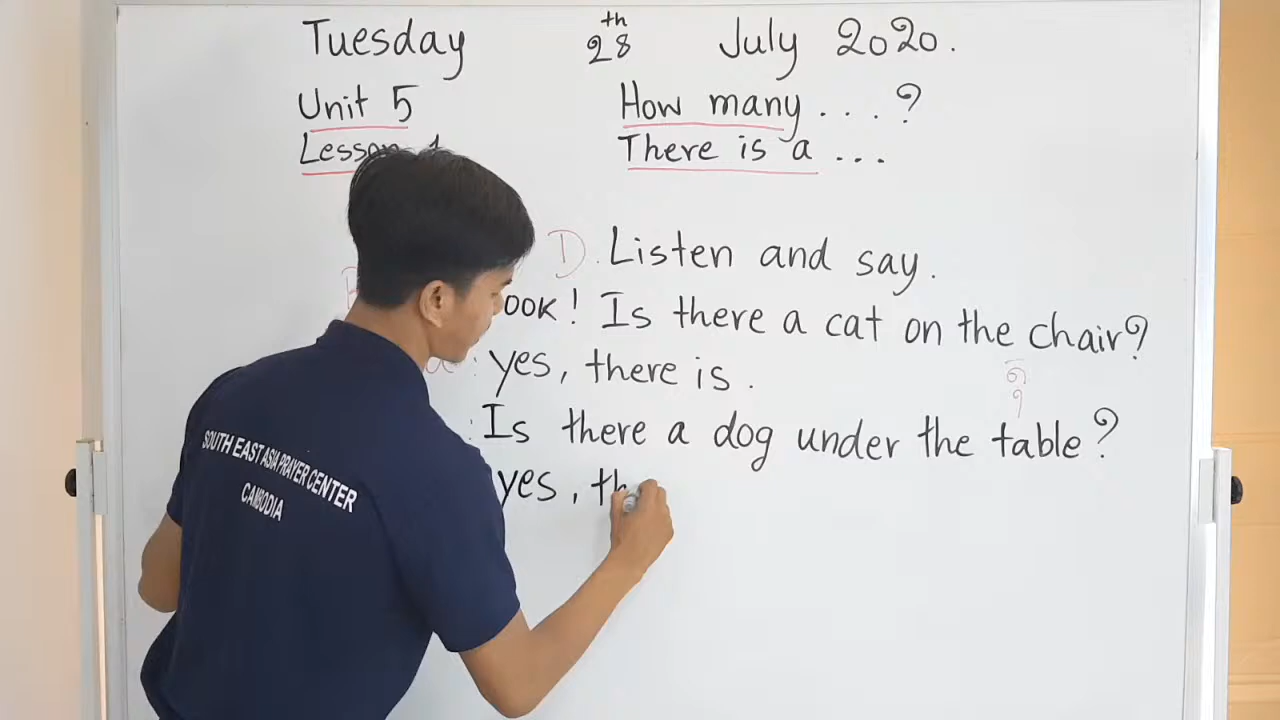 Tuesday 28th July 2020.
Unit 5 How many . . . . ?
Lesson 1 There is a ...
D. Listen and say.
ook! Is there a cat on the chair?
: yes, there is.
: Is there a dog under the table?
yes, th
SOUTH EAST ASIA PRAYER CENTER
CAMBODIA